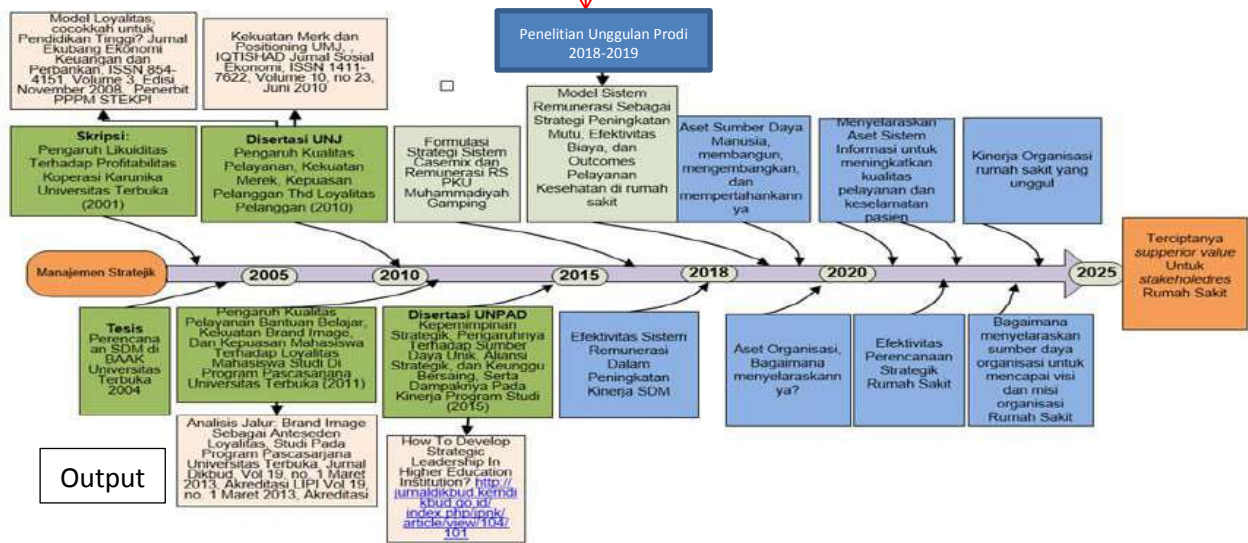 Model Loyalitas,
cocokkah untuk
Pendidikan Tinggi? Jurnal
Ekubang Ekonomi
Keuangan dan
Perbankan, ISSN 854-
4151, Volume 3, Edisi
November 2008, Penerbit
PPPM STEKPI
Kekuatan Merk dan
Positioning UMJ, ,
IQTISHAD Jurnal Sosial
Ekonomi, ISSN 1411-
7622, Volume 10, no 23,
Juni 2010
Penelitian Unggulan Prodi
2018-2019
Skripsi:
Pengaruh Likuiditas
Terhadap Profitabilitas
Koperasi Karunika
Universitas Terbuka
(2001)
Disertasi UNJ
Pengaruh Kualitas
Pelayanan, Kekuatan
Merek, Kepuasan
Pelanggan Thd Loyalitas
Pelanggan (2010)
Formulasi
Strategi Sistem
Casemix dan
Remunerasi RS
PKU
Muhammadiyah
Gamping
Model Sistem
Remunerasi Sebagai
Strategi Peningkatan
Mutu, Efektivitas
Biaya, dan
Outcomes
Pelayanan
Kesehatan di rumah
sakit
Aset Sumber Daya
Manusia,
membangun,
mengembangkan,
dan
mempertahankann
ya
Menyelaraskan
Aset Sistem
Informasi untuk
meningkatkan
kualitas
pelayanan dan
keselamatan
pasien
Kinerja Organisasi
rumah sakit yang
unggul
Manajemen Stratejik
2005
2010
2015
2018
2020
2025
Terciptanya
supperior value
Untuk
stakeholedres
Rumah Sakit
Tesis
Perencana
an SDM di
BAAK
Universitas
Terbuka
2004
Pengaruh Kualitas
Pelayanan Bantuan Belajar,
Kekuatan Brand Image,
Dan Kepuasan Mahasiswa
Terhadap Loyalitas
Mahasiswa Studi Di
Program Pascasarjana
Universitas Terbuka (2011)
Disertasi UNPAD
Kepemimpinan
Strategik, Pengaruhnya
Terhadap Sumber
Daya Unik, Aliansi
Strategik, dan Keunggu
Bersaing, Serta
Dampaknya Pada
Kinerja Program Studi
(2015)
Efektivitas Sistem
Remunerasi
Dalam
Peningkatan
Kinerja SDM
Aset Organisasi,
Bagaimana
menyelaraskann
ya?
Efektivitas
Perencanaan
Strategik
Rumah Sakit
Bagaimana
menyelaraskan
sumber daya
organisasi untuk
mencapai visi
dan misi
organisasi
Rumah Sakit
Output
Analisis Jalur: Brand Image
Sebagai Anteseden
Loyalitas, Studi Pada
Program Pascasarjana
Universitas Terbuka, Jurnal
Dikbud, Vol 19, no. 1 Maret
2013, Akreditasi LIPI Vol 19,
no. 1 Maret 2013, Akreditasi
How To Develop
Strategic
Leadership In
Higher Education
Institution? http://
jurnaldikbud.kemdi
kbud.go.id/
index.php/jpnk/
article/view/104/
101